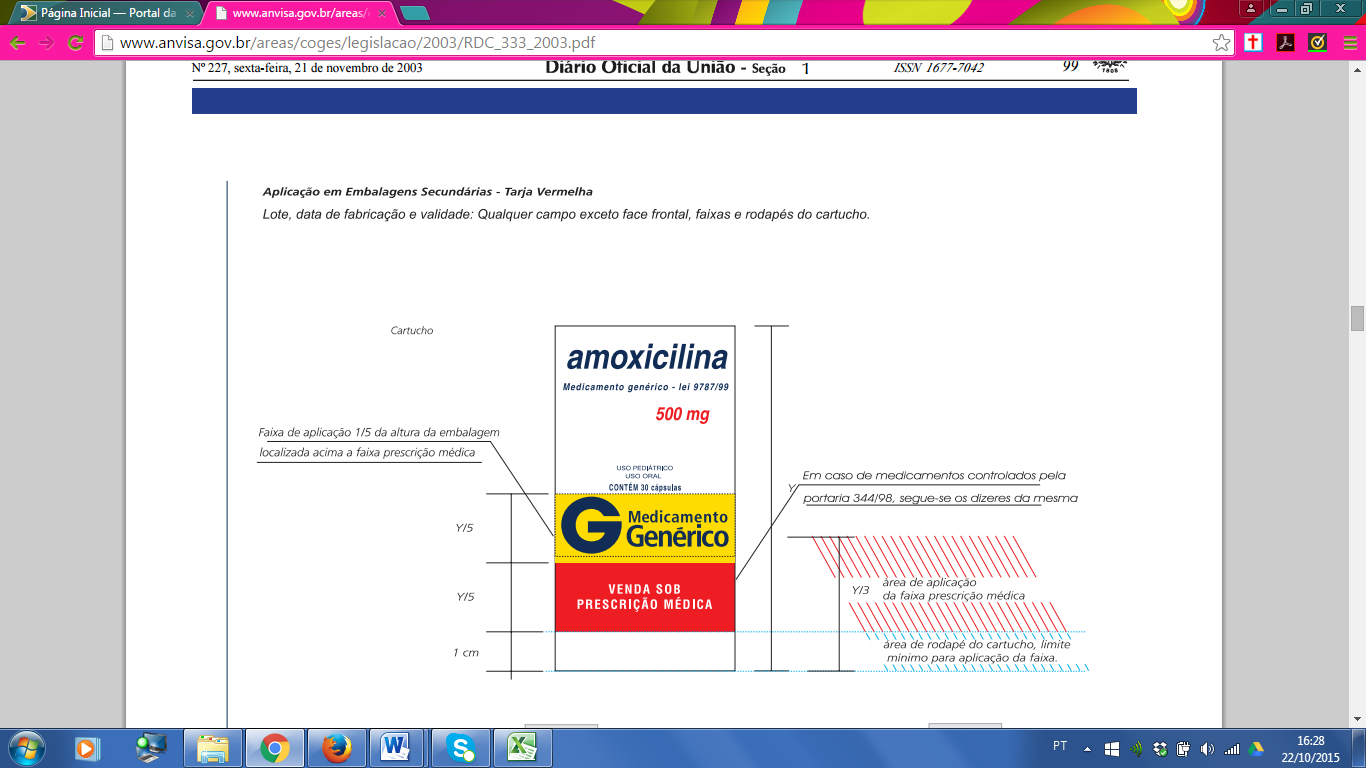 Página Inicial — Portal da
www.anvisa.gov.br/areas/
www.anvisa.gov.br/areas/coges/legislacao/2003/RDC_333_2003.pdf
Nº 227, sexta-feira, 21 de novembro de 2003 Diário Oficial da União - Seção 1 ISSN 1677-7042 99
1808
Aplicação em Embalagens Secundárias - Tarja Vermelha
Lote, data de fabricação e validade: Qualquer campo exceto face frontal, faixas e rodapés do cartucho.
Cartucho
amoxicilina
Medicamento genérico - lei 9787/99
500 mg
Faixa de aplicação 1/5 da altura da embalagem
localizada acima a faixa prescrição médica
USO PEDIÁTRICO
USO ORAL
CONTÉM 30 cápsulas
Y
Em caso de medicamentos controlados pela
portaria 344/98, segue-se os dizeres da mesma
Y/5
G Medicamento
Genérico
Y/5
VENDA SOB
PRESCRIÇÃO MÉDICA
Y/3
área de aplicação
da faixa prescrição médica
1 cm
área de rodapé do cartucho, limite
mínimo para aplicação da faixa.
PT
16:28
22/10/2015